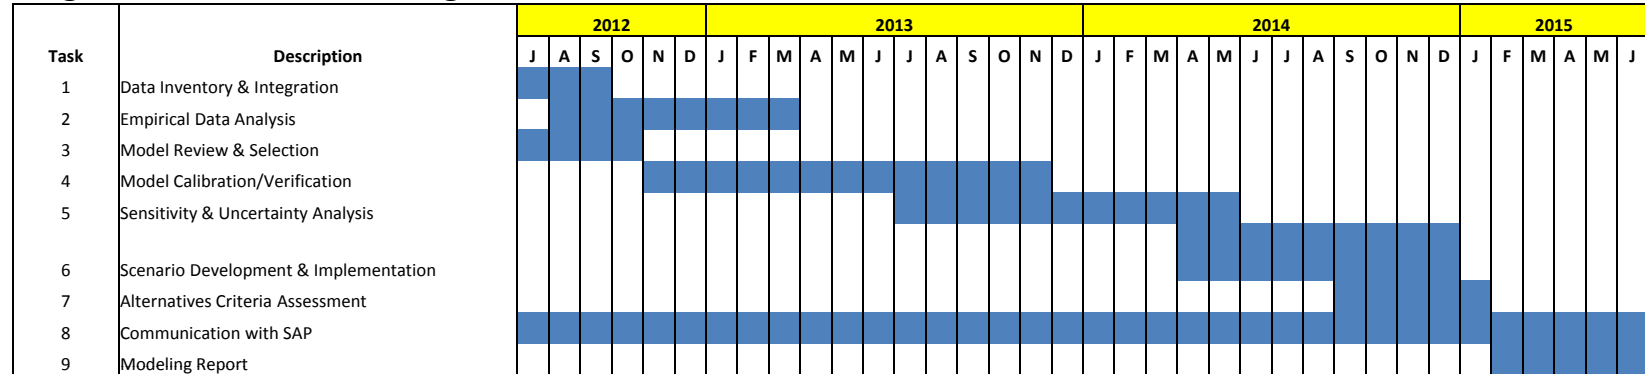 2012 2013 2014 2015
Task Description J A S O N D J F M A M J J A S O N D J F M A M J J A S O N D J F M A M J
1 Data Inventory & Integration
2 Empirical Data Analysis
3 Model Review & Selection
4 Model Calibration/Verification
5 Sensitivity & Uncertainty Analysis
6 Scenario Development & Implementation
7 Alternatives Criteria Assessment
8 Communication with SAP
9 Modeling Report